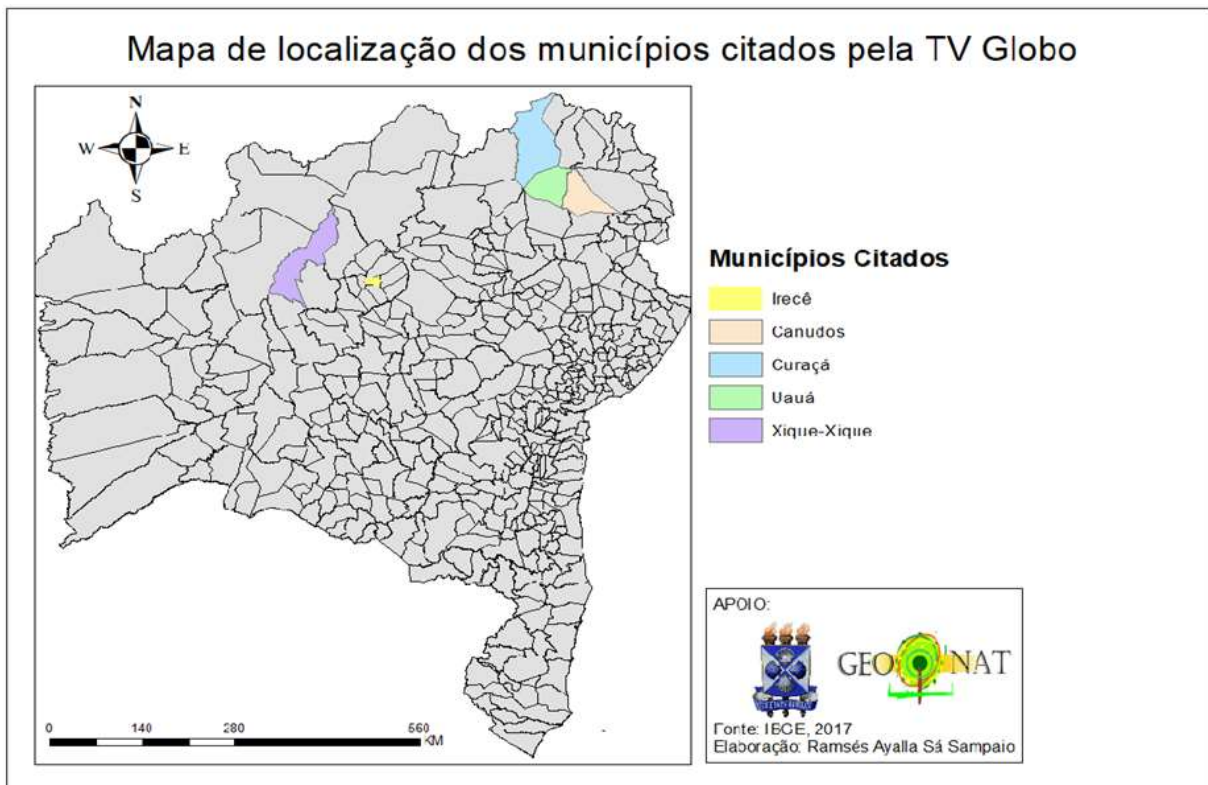 Mapa de localização dos municípios citados pela TV Globo
N
W E
S
Municípios Citados
Irecê
Canudos
Curaçá
Uauá
Xique-Xique
APOIO:
GEO NAT
Fonte: IBGE, 2017
Elaboração: Ramsés Ayalla Sá Sampaio
0 140 280 560
KM